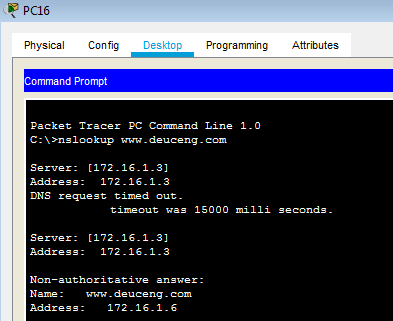 PC16
Physical Config Desktop Programming Attributes
Command Prompt
Packet Tracer PC Command Line 1.0
C:\>nslookup www.deuceng.com
Server: [172.16.1.3]
Address: 172.16.1.3
DNS request timed out.
timeout was 15000 milli seconds.
Server: [172.16.1.3]
Address: 172.16.1.3
Non-authoritative answer:
Name: www.deuceng.com
Address: 172.16.1.6